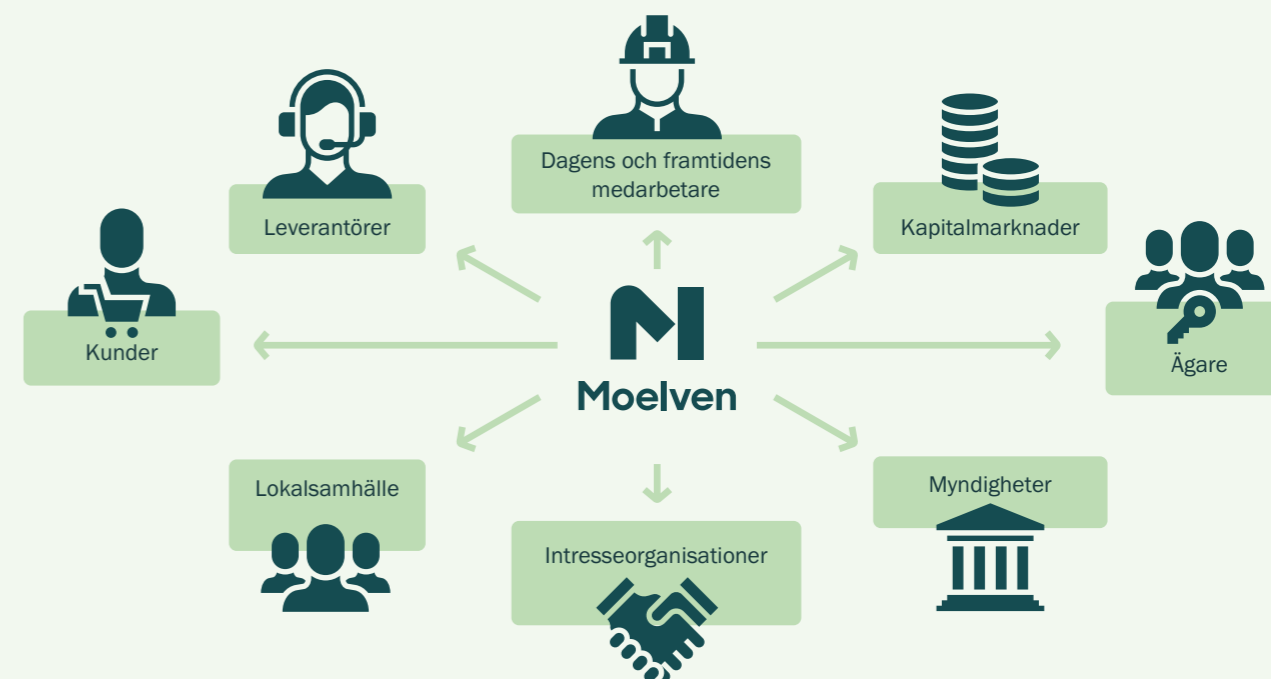 Dagens och framtidens
medarbetare
Leverantörer
Kapitalmarknader
Kunder
Ägare
Moelven
Lokalsamhälle
Myndigheter
Intresseorganisationer